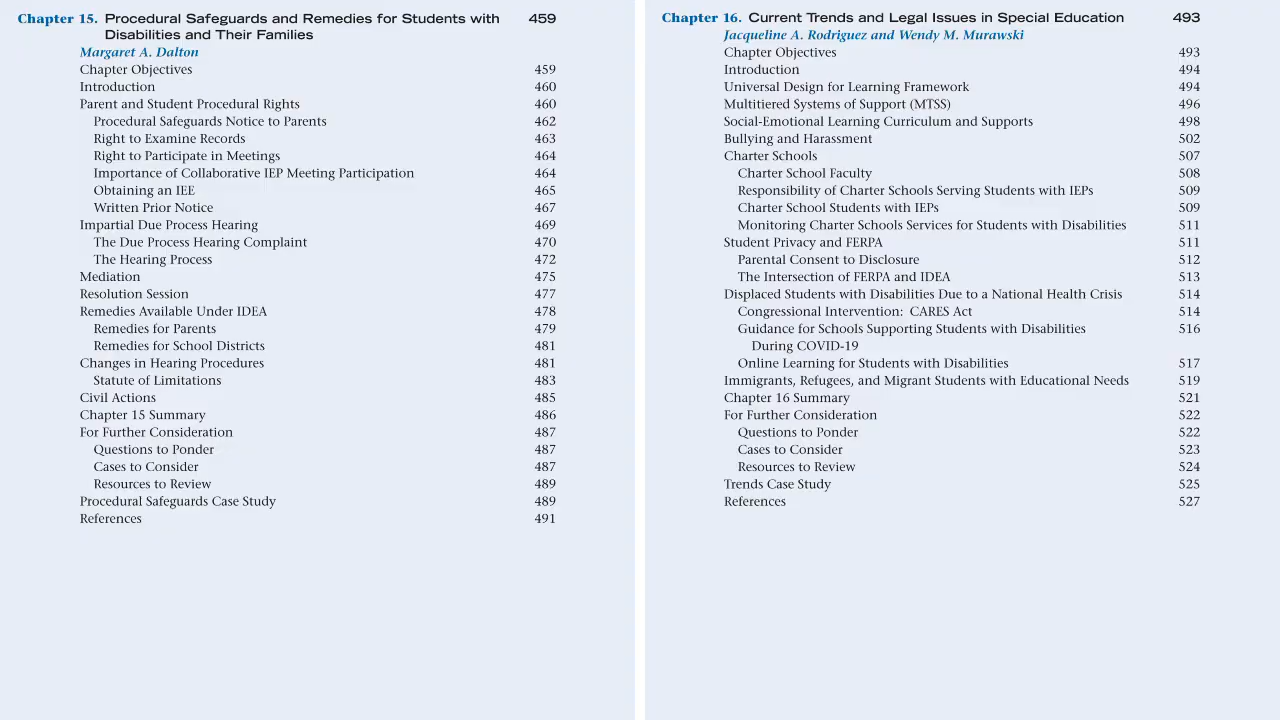 Chapter 15. Procedural Safeguards and Remedies for Students with 459
Disabilities and Their Families
Margaret A. Dalton
Chapter Objectives 459
Introduction 460
Parent and Student Procedural Rights 460
Procedural Safeguards Notice to Parents 462
Right to Examine Records 463
Right to Participate in Meetings 464
Importance of Collaborative IEP Meeting Participation 464
Obtaining an IEE 465
Written Prior Notice 467
Impartial Due Process Hearing 469
The Due Process Hearing Complaint 470
The Hearing Process 472
Mediation 475
Resolution Session 477
Remedies Available Under IDEA 478
Remedies for Parents 479
Remedies for School Districts 481
Changes in Hearing Procedures 481
Statute of Limitations 483
Civil Actions 485
Chapter 15 Summary 486
For Further Consideration 487
Questions to Ponder 487
Cases to Consider 487
Resources to Review 489
Procedural Safeguards Case Study 489
References 491
Chapter 16. Current Trends and Legal Issues in Special Education 493
Jacqueline A. Rodriguez and Wendy M. Murawski
Chapter Objectives 493
Introduction 494
Universal Design for Learning Framework 494
Multitiered Systems of Support (MTSS) 496
Social-Emotional Learning Curriculum and Supports 498
Bullying and Harassment 502
Charter Schools 507
Charter School Faculty 508
Responsibility of Charter Schools Serving Students with IEPs 509
Charter School Students with IEPs 509
Monitoring Charter Schools Services for Students with Disabilities 511
Student Privacy and FERPA 511
Parental Consent to Disclosure 512
The Intersection of FERPA and IDEA 513
Displaced Students with Disabilities Due to a National Health Crisis 514
Congressional Intervention: CARES Act 514
Guidance for Schools Supporting Students with Disabilities 516
During COVID-19
Online Learning for Students with Disabilities 517
Immigrants, Refugees, and Migrant Students with Educational Needs 519
Chapter 16 Summary 521
For Further Consideration 522
Questions to Ponder 522
Cases to Consider 523
Resources to Review 524
Trends Case Study 525
References 527